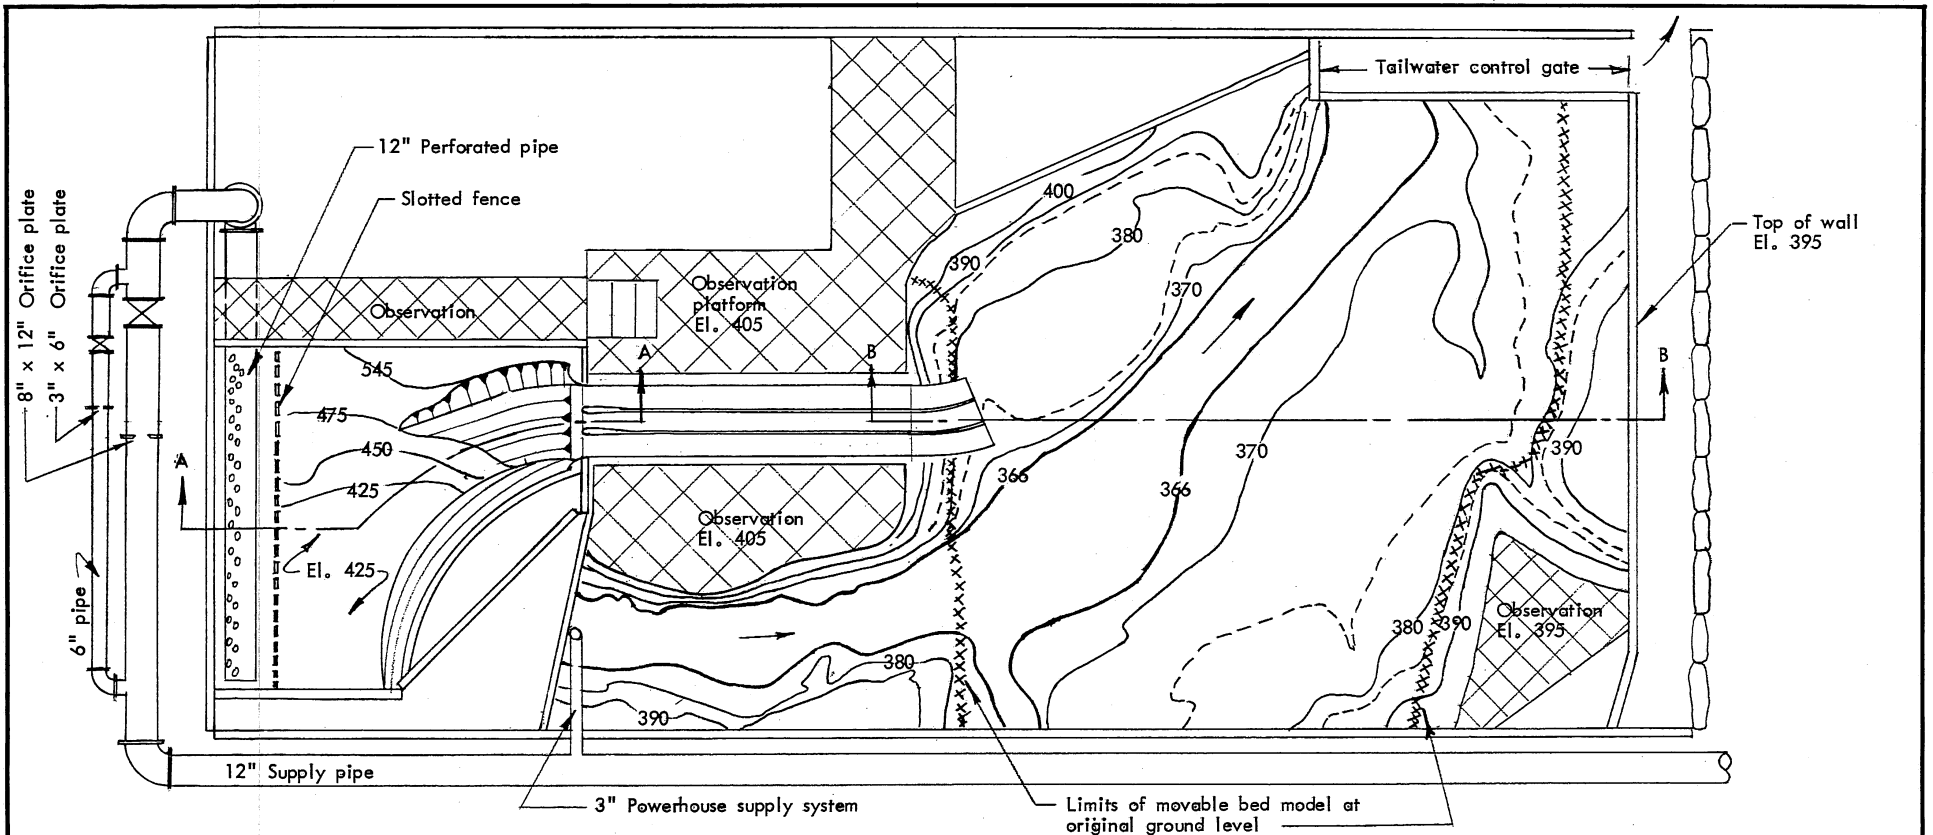 Tailwater control gate
12" Perforated pipe
Slotted fence
8" x 12" Orifice plate
3" x 6" Orifice plate
400
380
390
370
Top of wall
El. 395
Observation
platform
El. 405
Observation
545
A
B
B
475
450
425
A
366
366
370
390
Observation
El. 405
El. 425
6" pipe
380
390
Observation
El. 395
380
390
12" Supply pipe
3" Powerhouse supply system
Limits of movable bed model at
original ground level